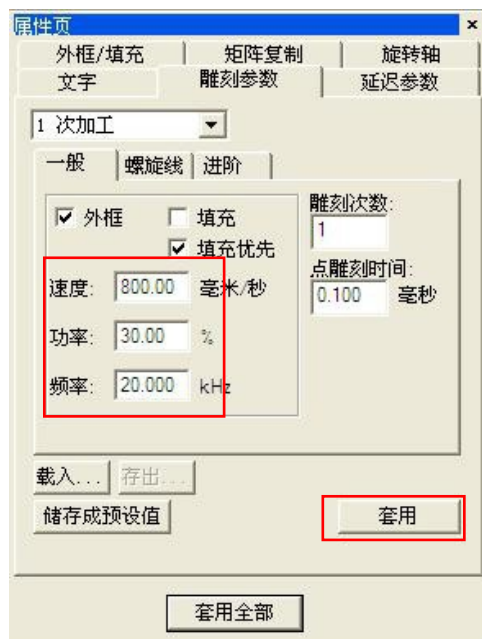 属性页
外框/填充 矩阵复制 旋转轴
文字 雕刻参数 延迟参数
1 次加工
一般 螺旋线 进阶
外框 填充
填充优先
雕刻次数:
1
点雕刻时间:
0.100 毫秒
速度: 800.00 毫米/秒
功率: 30.00 %
频率: 20.000 kHz
载入... 存出...
储存成预设值 套用
套用全部